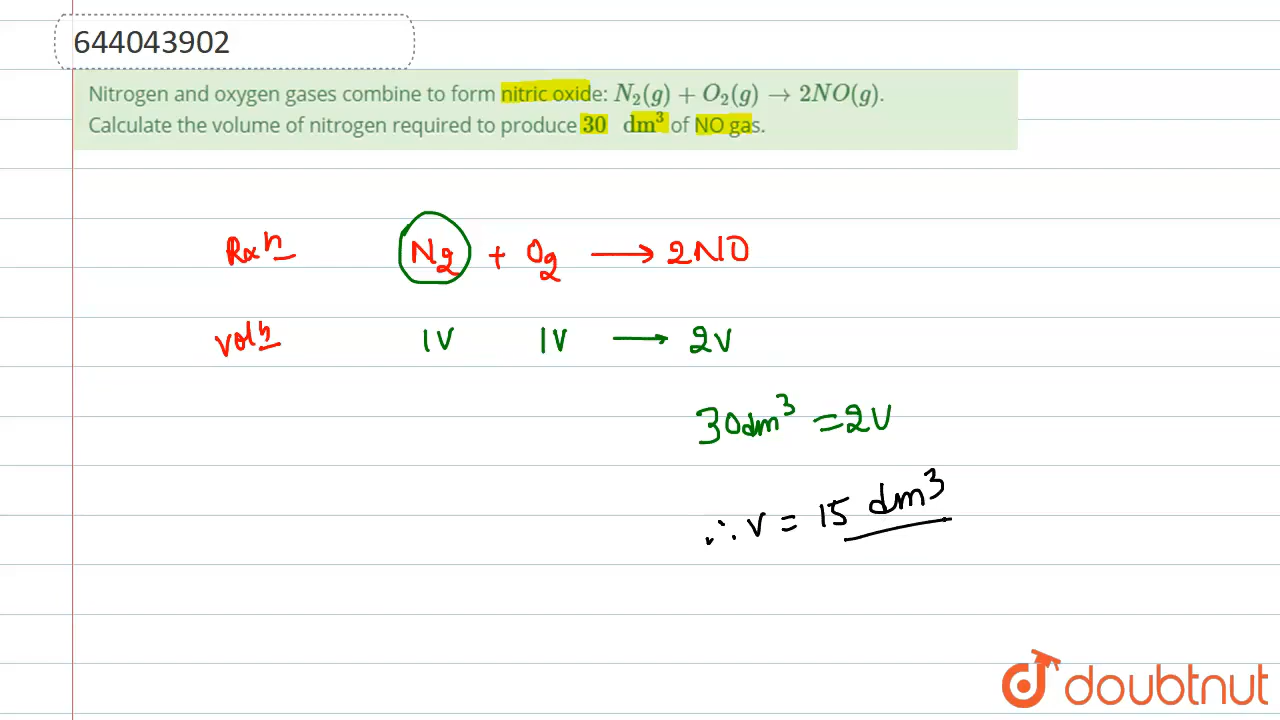 644043902
Nitrogen and oxygen gases combine to form nitric oxide: N₂(g) + O₂(g) → 2NO(g).
Calculate the volume of nitrogen required to produce 30 dm³ of NO gas.
Rxn N₂ + O₂ → 2NO
Voln 1V 1V → 2V
30dm³ = 2V
∴ V = 15 dm³
doubtnut